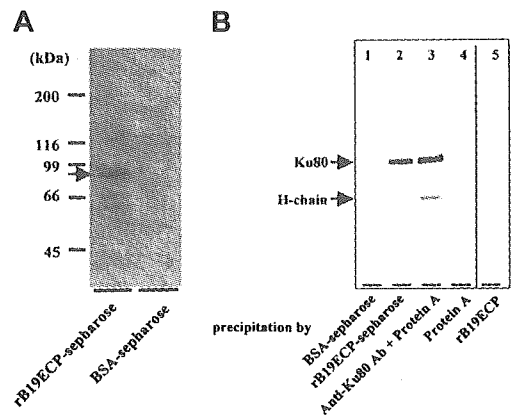 A
B
(kDa)
200
116
99
66
45
rB19ECP-sepharose
BSA-sepharose
1 2 3 4 5
Ku80
H-chain
precipitation by
BSA-sepharose
rB19ECP-sepharose
Anti-Ku80 Ab + Protein A
Protein A
rB19ECP